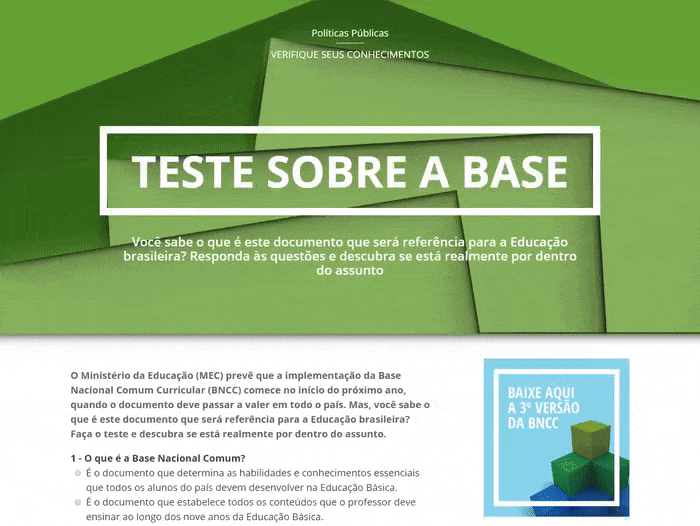 Políticas Públicas
VERIFIQUE SEUS CONHECIMENTOS
TESTE SOBRE A BASE
Você sabe o que é este documento que será referência para a Educação
brasileira? Responda às questões e descubra se está realmente por dentro
do assunto
O Ministério da Educação (MEC) prevê que a implementação da Base
Nacional Comum Curricular (BNCC) comece no início do próximo ano,
quando o documento deve passar a valer em todo o país. Mas, você sabe o
que é este documento que será referência para a Educação brasileira?
Faça o teste e descubra se está realmente por dentro do assunto.
1 - O que é a Base Nacional Comum?
É o documento que determina as habilidades e conhecimentos essenciais
que todos os alunos do país devem desenvolver na Educação Básica.
É o documento que estabelece todos os conteúdos que o professor deve
ensinar ao longo dos nove anos da Educação Básica.
BAIXE AQUI
A 3ª VERSÃO
DA BNCC